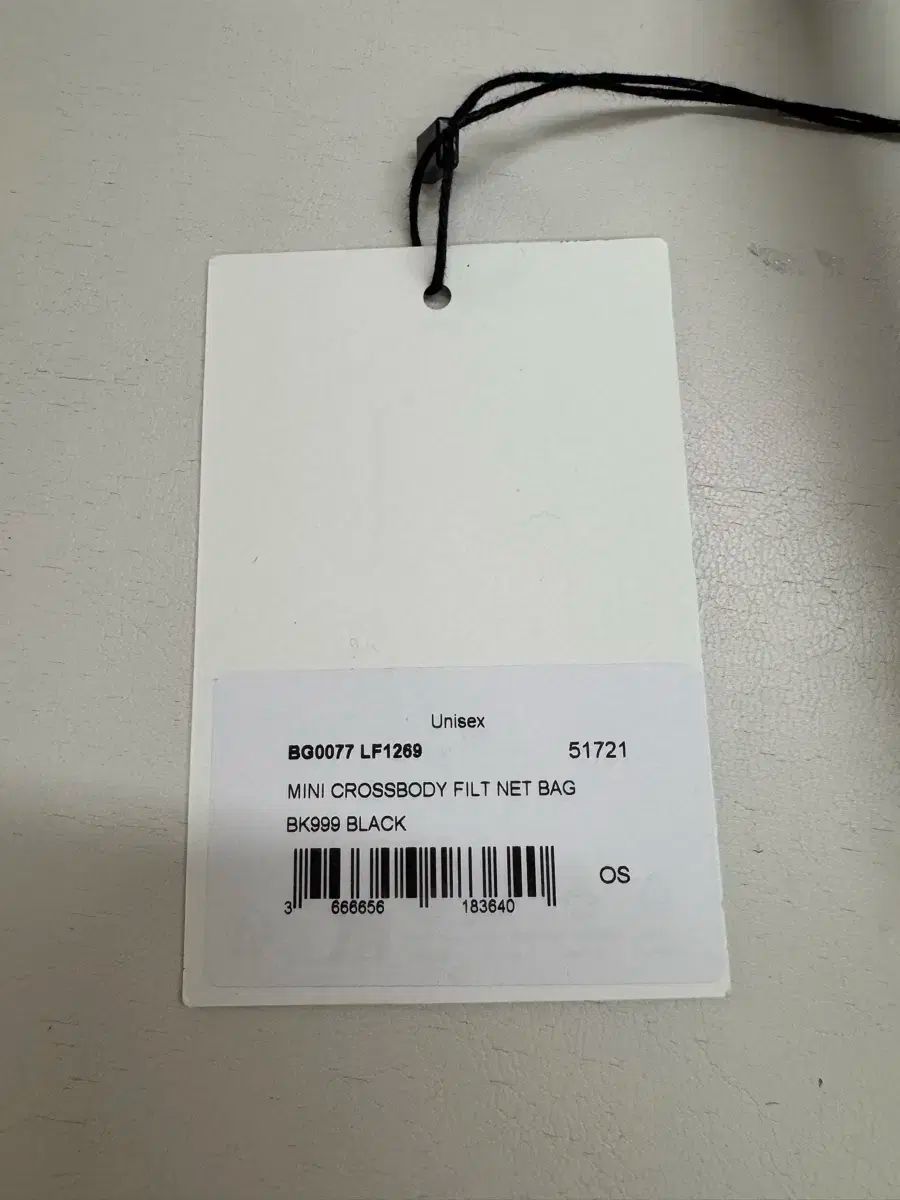 Unisex
BG0077 LF1269 51721
MINI CROSSBODY FILT NET BAG
BK999 BLACK
OS
3 666656 183640